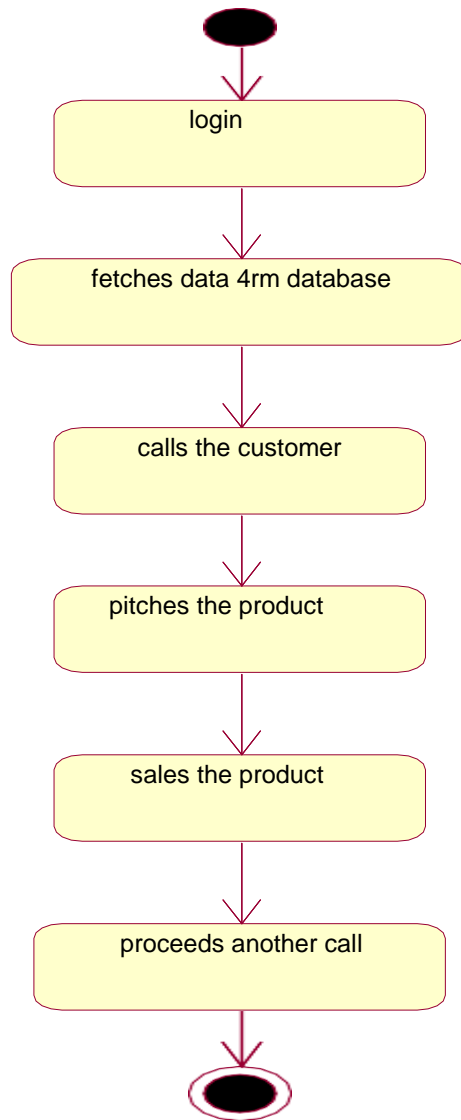 login
fetches data 4rm database
calls the customer
pitches the product
sales the product
proceeds another call